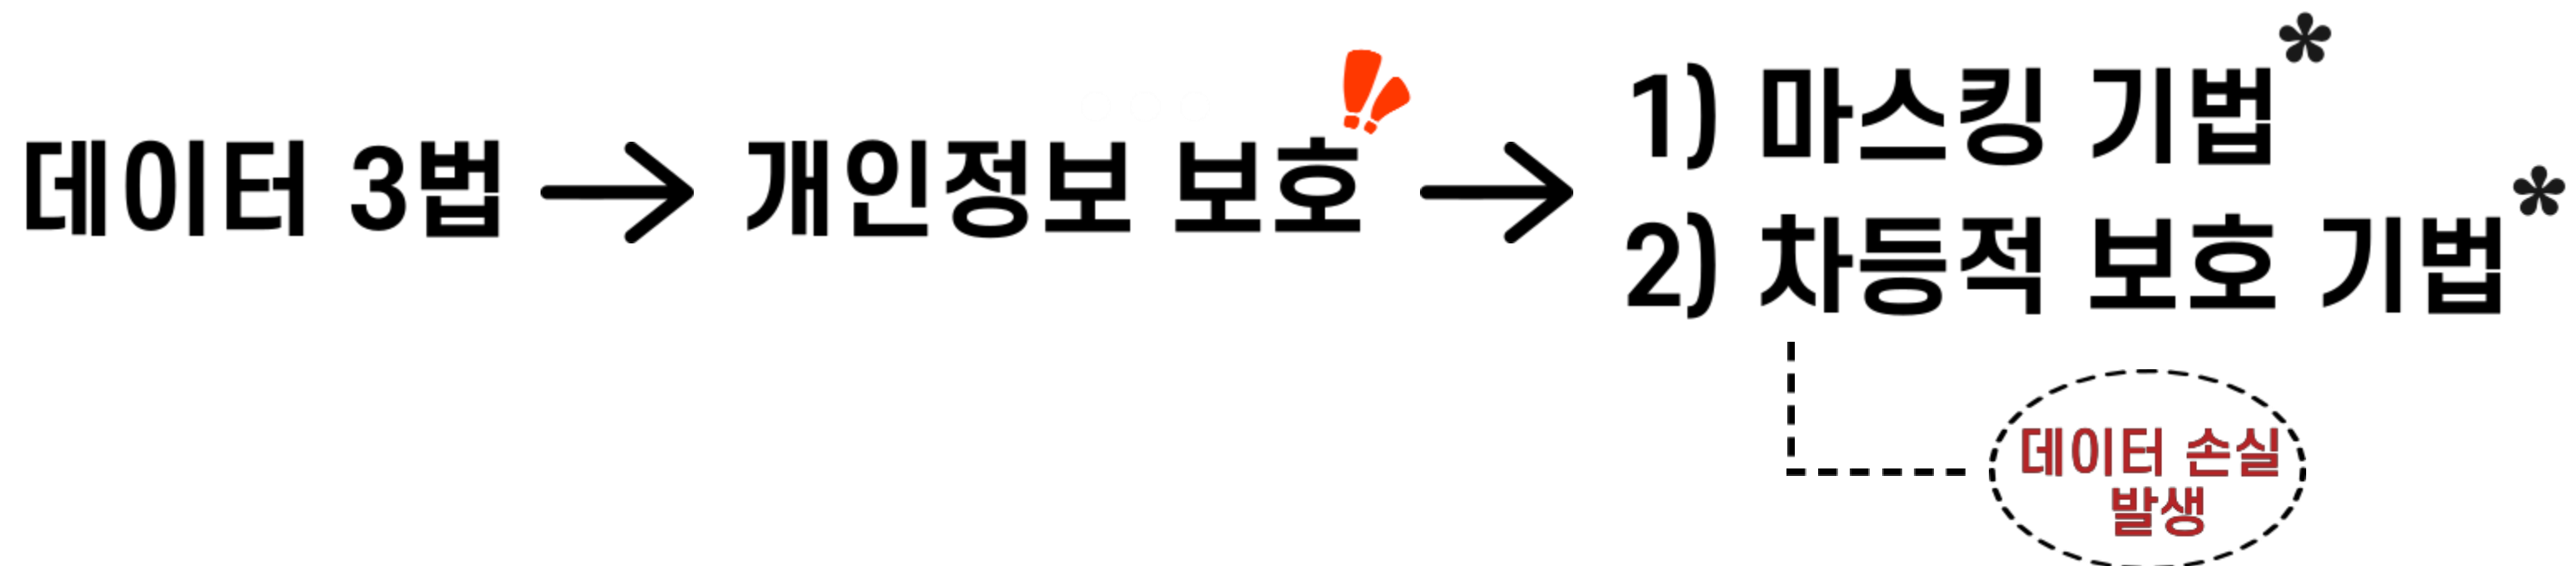 데이터 3법 → 개인정보 보호 →
1) 마스킹 기법*
2) 차등적 보호 기법*
데이터 손실
발생